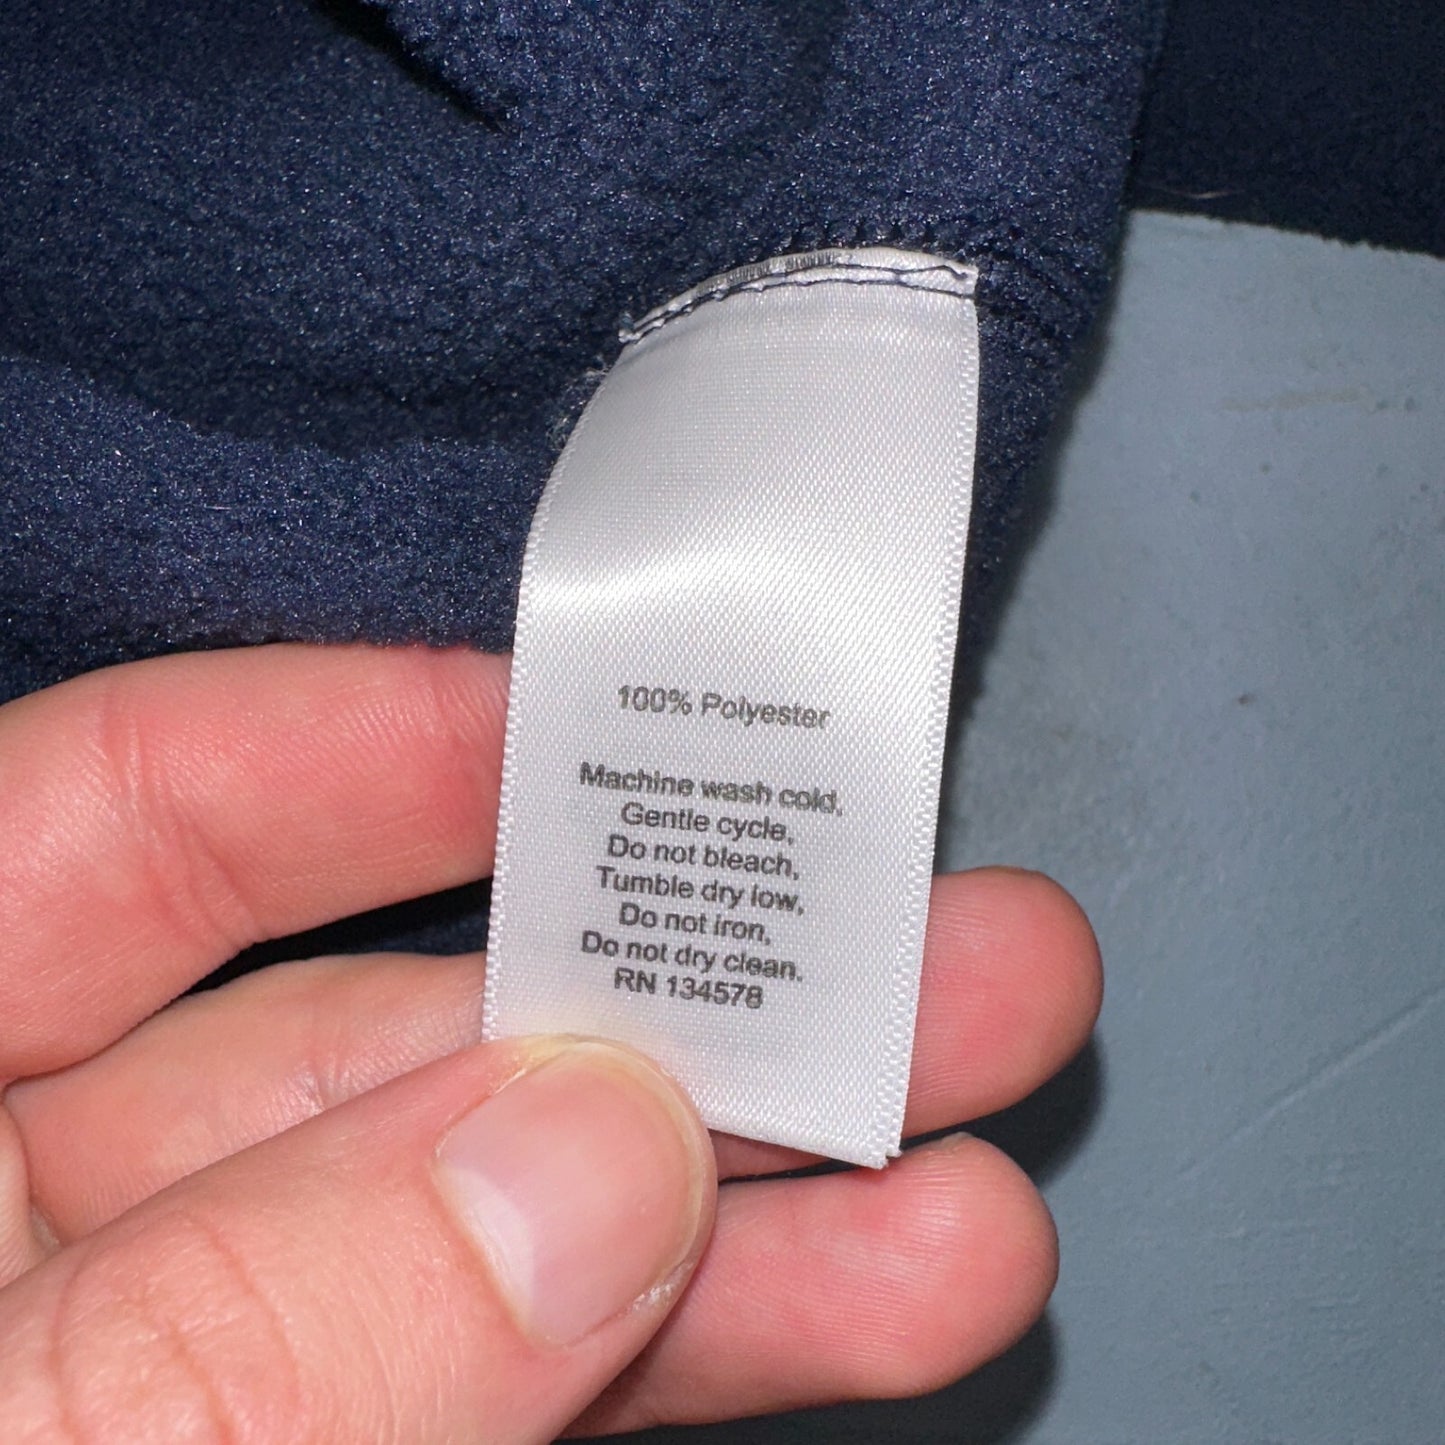 100% Polyester
Machine wash cold,
Gentle cycle,
Do not bleach,
Tumble dry low,
Do not iron,
Do not dry clean.
RN 134578